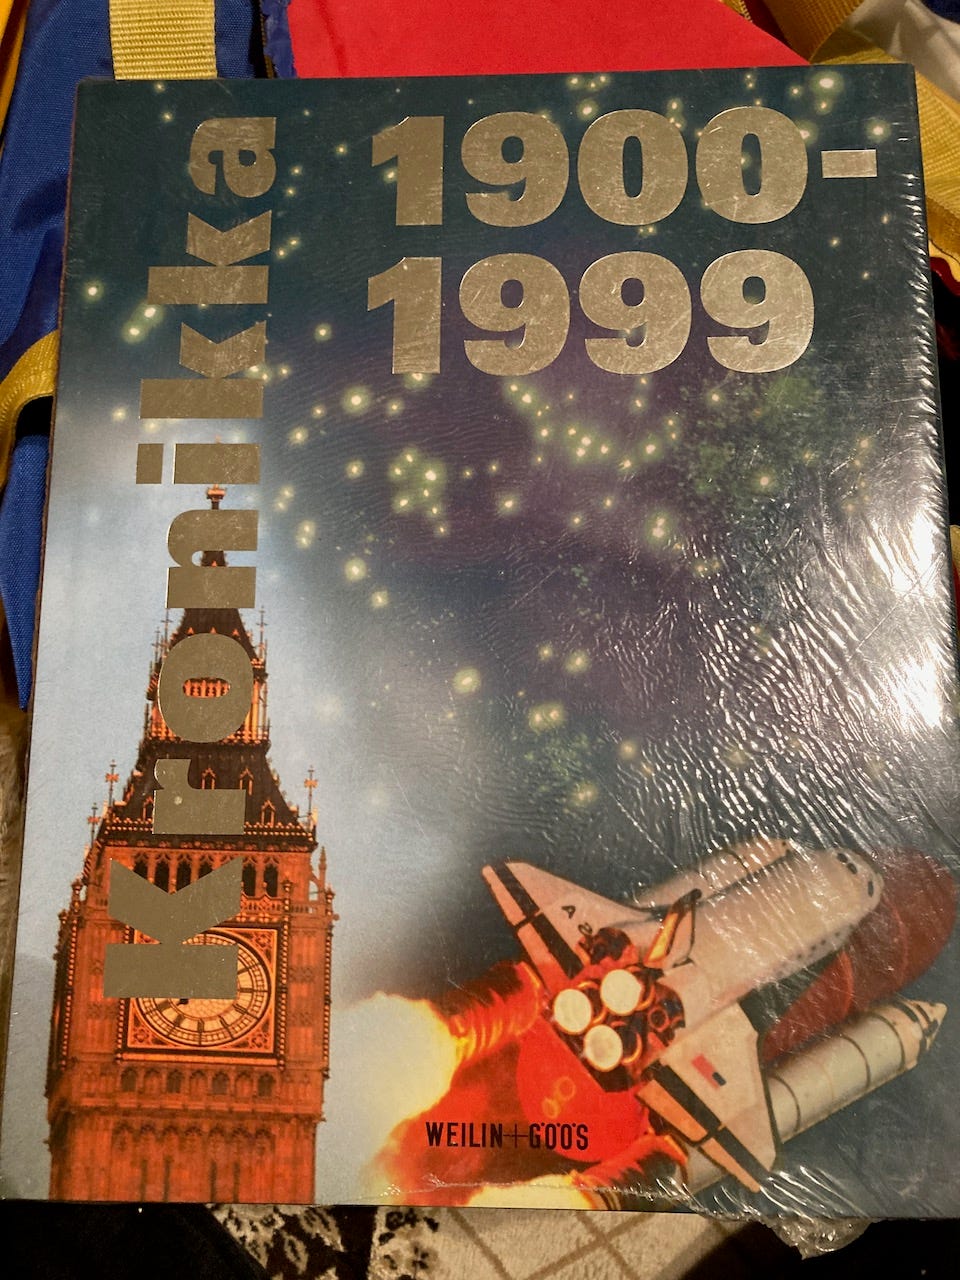 Kronikka
1900-
1999
WEILIN+GÖÖS